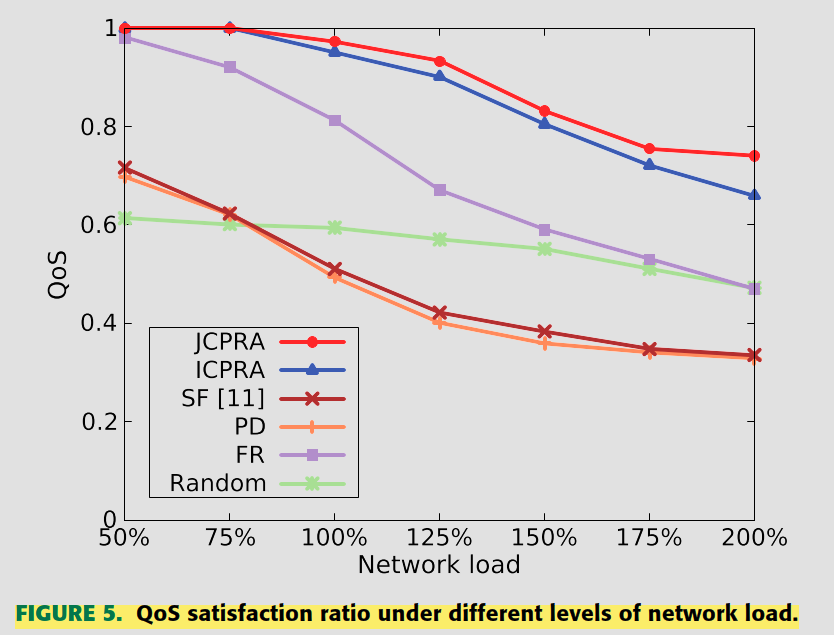 1
0.8
0.6
QoS
0.4
0.2
0
JCPRA
ICPRA
SF [11]
PD
FR
Random
50% 75% 100% 125% 150% 175% 200%
Network load
FIGURE 5. QoS satisfaction ratio under different levels of network load.